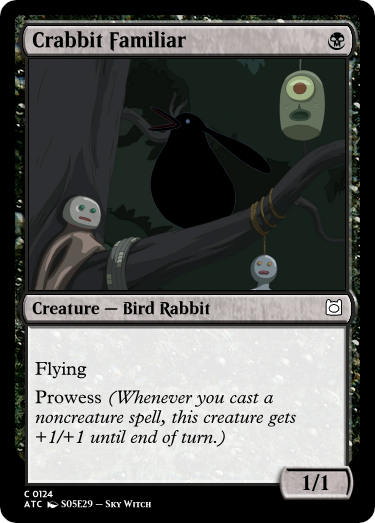 Crabbit Familiar
Creature — Bird Rabbit
Flying
Prowess (Whenever you cast a
noncreature spell, this creature gets
+1/+1 until end of turn.)
1/1
C 0124
ATC S05E29 – Sky Witch